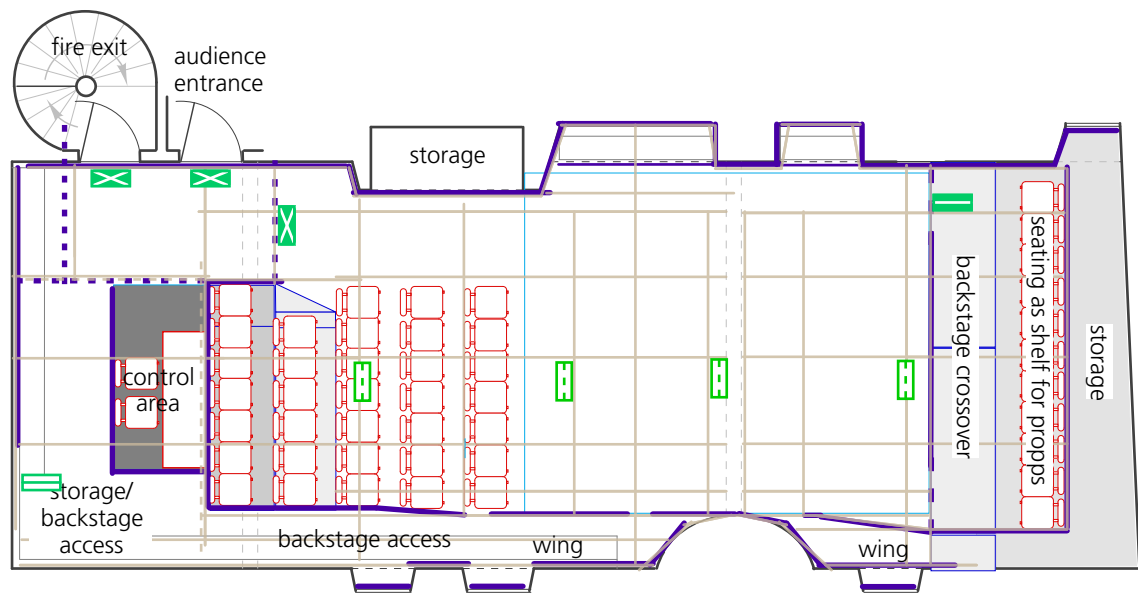 fire exit
audience
entrance
storage
control
area
storage/
backstage
access
backstage access
wing
wing
backstage crossover
seating as shelf for propps
storage